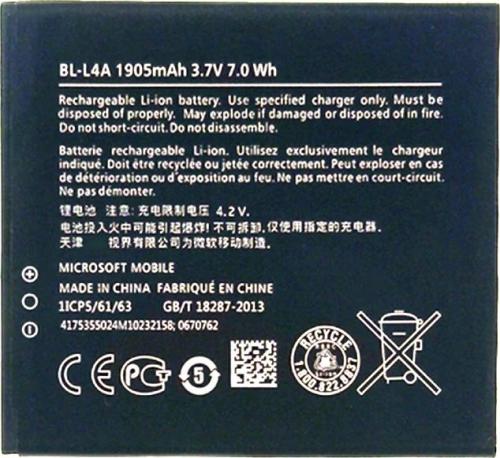 BL-L4A 1905mAh 3.7V 7.0 Wh
Rechargeable Li-ion battery. Use specified charger only. Must be
disposed of properly. May explode if damaged or disposed of in fire.
Do not short-circuit. Do not disassemble.
Batterie rechargeable Li-ion. Utilisez exclusivement le chargeur
indiqué. Doit être recyclée ou jetée correctement. Peut exploser en cas
de détérioration ou d'exposition au feu. Ne pas mettre en court-circuit.
Ne pas démonter.
锂电池 注意: 充电限制电压 4.2V.
电池投入火中可能引起爆炸! 不可拆卸, 仅使用指定的充电器.
天津 视界有限公司为微软移动制造.
MICROSOFT MOBILE
MADE IN CHINA FABRIQUÉ EN CHINE
1ICP5/61/63 GB/T 18287-2013
4175355024M10232158; 0670762
CE PCT 5 RECYCLE
LI-ION
1.800.822.8837